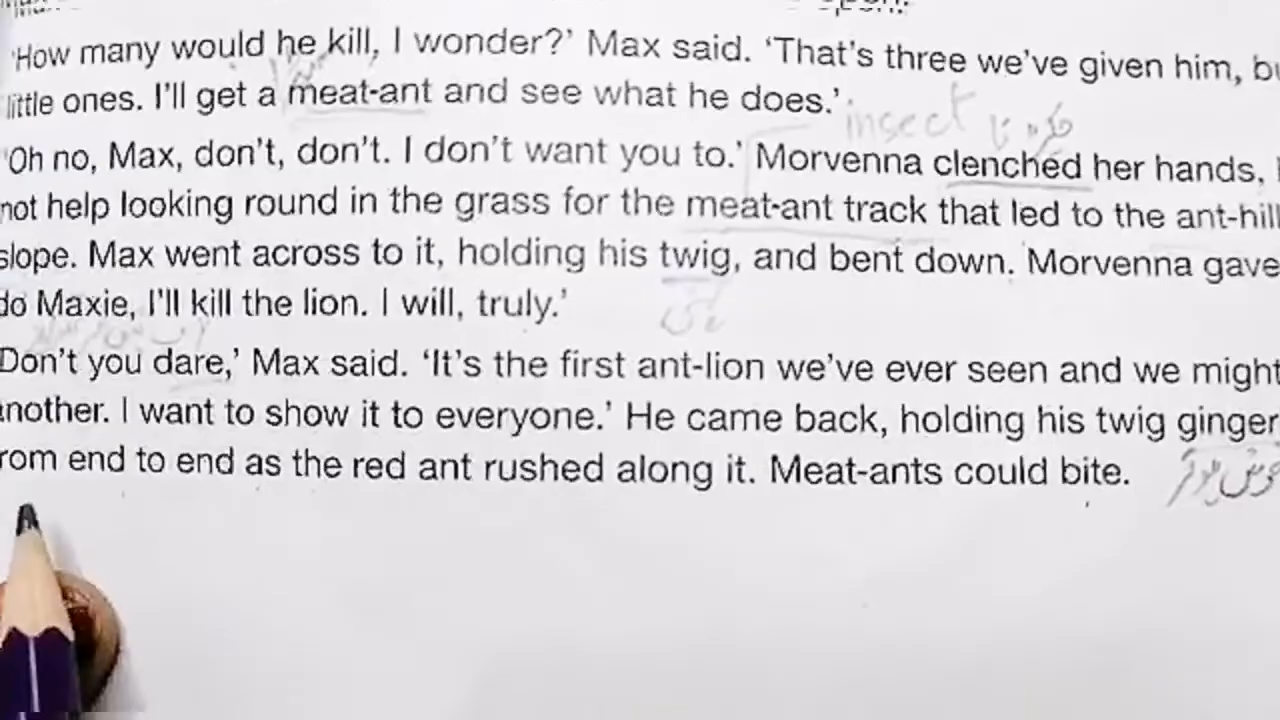 'How many would he kill, I wonder?' Max said. 'That's three we've given him, bu
little ones. I'll get a meat-ant and see what he does.'
insect
'Oh no, Max, don't, don't. I don't want you to.' Morvenna clenched her hands,
not help looking round in the grass for the meat-ant track that led to the ant-hill
slope. Max went across to it, holding his twig, and bent down. Morvenna gave
do Maxie, I'll kill the lion. I will, truly.'
Don't you dare,' Max said. 'It's the first ant-lion we've ever seen and we might
nother. I want to show it to everyone.' He came back, holding his twig ginger
rom end to end as the red ant rushed along it. Meat-ants could bite.